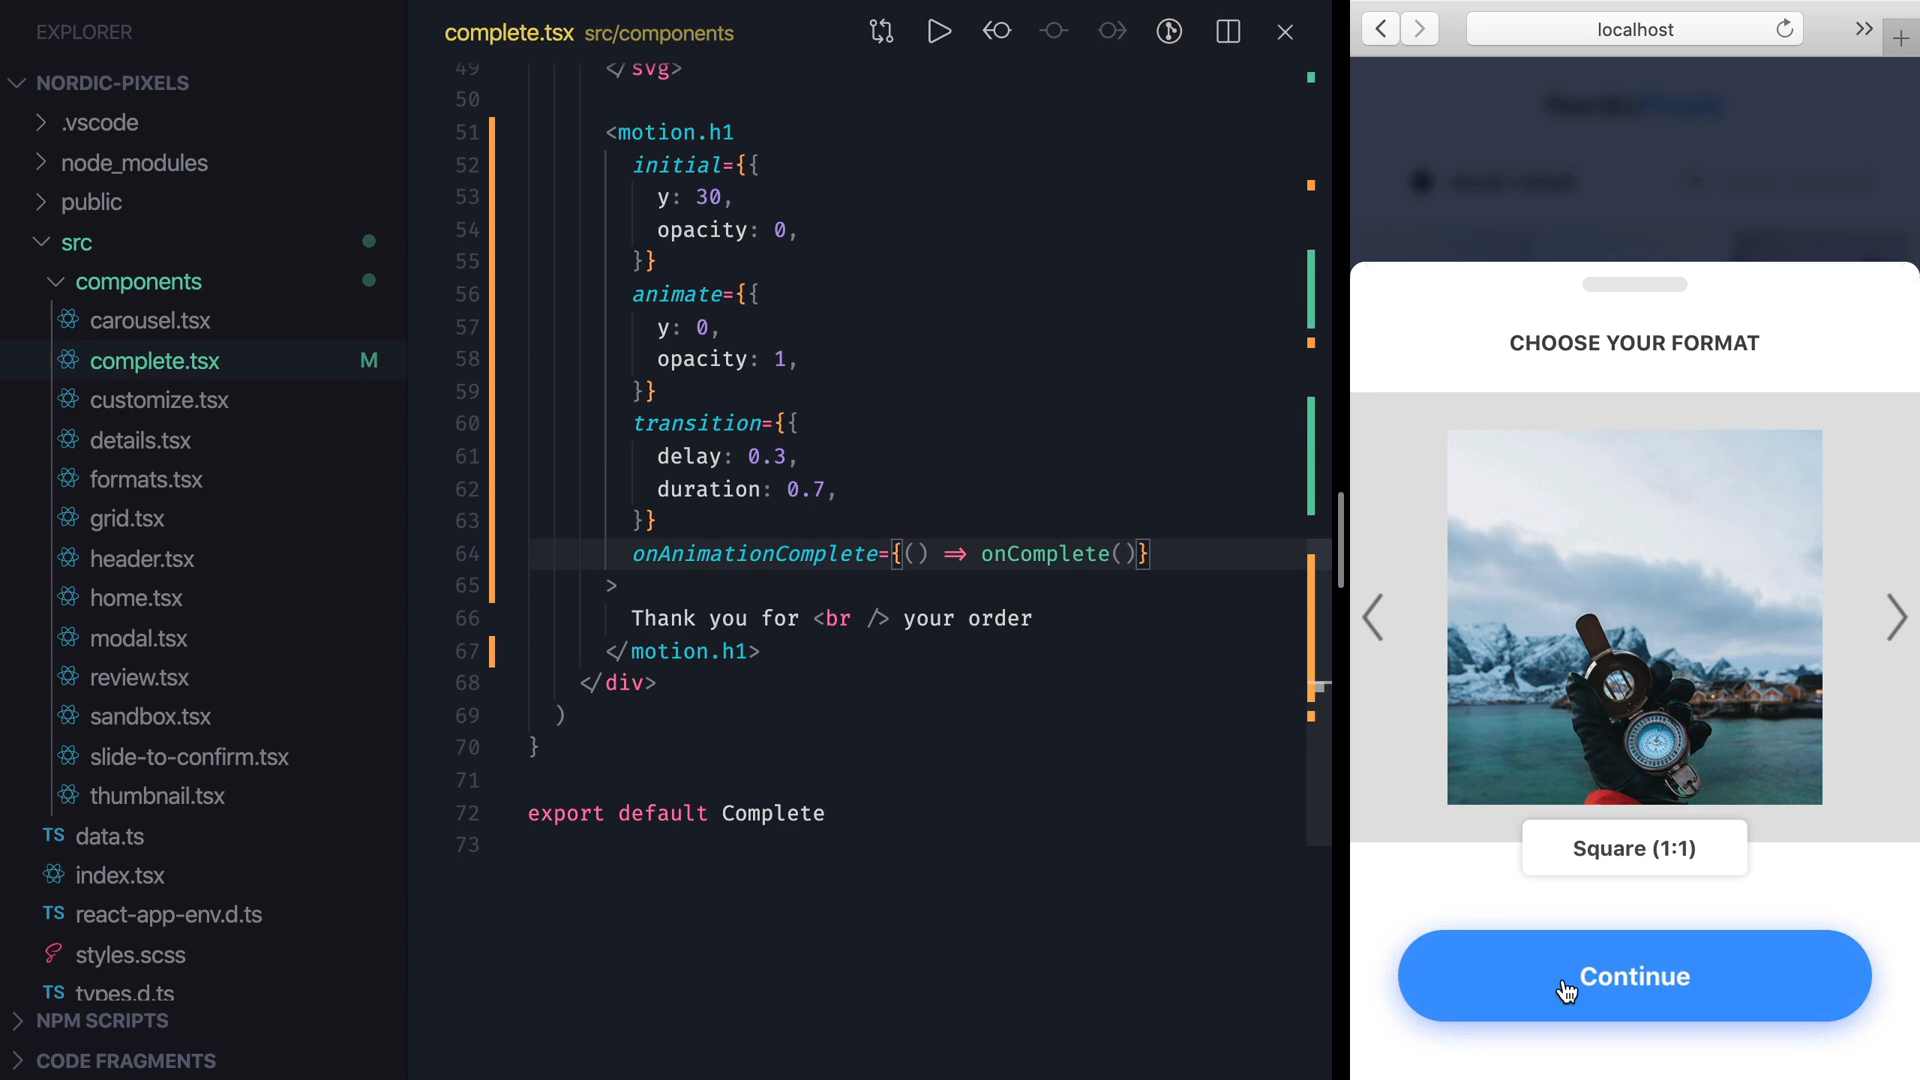 EXPLORER
NORDIC-PIXELS
.vscode
node_modules
public
src
components
carousel.tsx
complete.tsx M
customize.tsx
details.tsx
formats.tsx
grid.tsx
header.tsx
home.tsx
modal.tsx
review.tsx
sandbox.tsx
slide-to-confirm.tsx
thumbnail.tsx
TS data.ts
index.tsx
TS react-app-env.d.ts
styles.scss
TS types.d.ts
NPM SCRIPTS
CODE FRAGMENTS
complete.tsx src/components
49 </svg>
50
51 <motion.h1
52 initial={{
53 y: 30,
54 opacity: 0,
55 }}
56 animate={{
57 y: 0,
58 opacity: 1,
59 }}
60 transition={{
61 delay: 0.3,
62 duration: 0.7,
63 }}
64 onAnimationComplete={() => onComplete()}
65 >
66 Thank you for <br /> your order
67 </motion.h1>
68 </div>
69 )
70 }
71
72 export default Complete
73
localhost
CHOOSE YOUR FORMAT
Square (1:1)
Continue